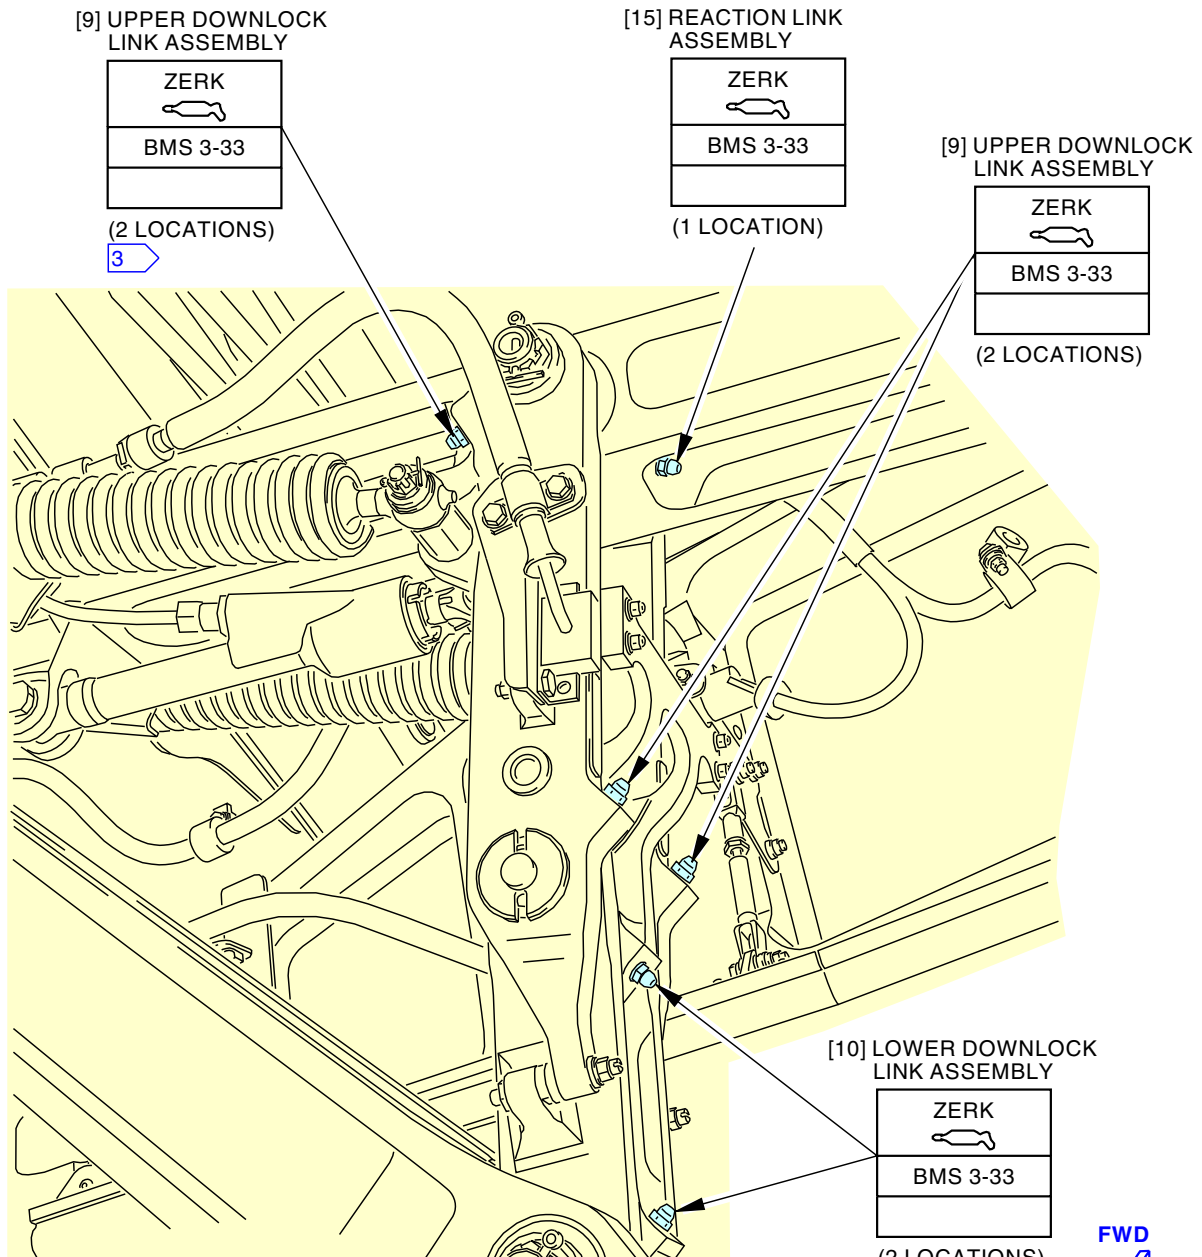 [9] UPPER DOWNLOCK
LINK ASSEMBLY
ZERK
BMS 3-33
(2 LOCATIONS)
3
[15] REACTION LINK
ASSEMBLY
ZERK
BMS 3-33
(1 LOCATION)
[9] UPPER DOWNLOCK
LINK ASSEMBLY
ZERK
BMS 3-33
(2 LOCATIONS)
[10] LOWER DOWNLOCK
LINK ASSEMBLY
ZERK
BMS 3-33
(2 LOCATIONS)
FWD